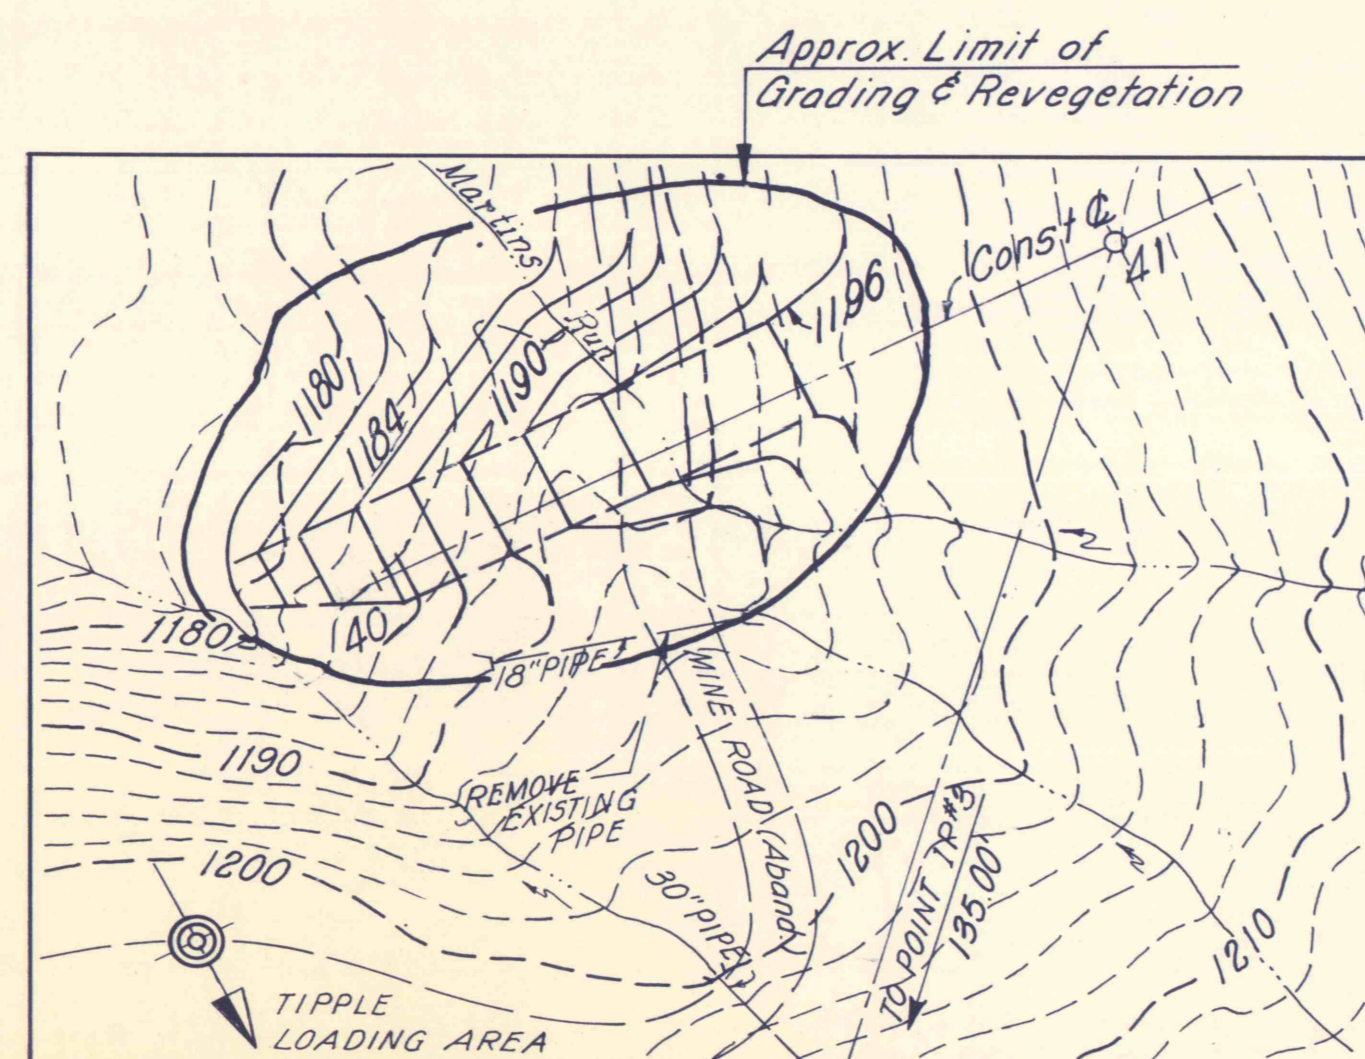 Approx. Limit of
Grading & Revegetation
Martins
Run
Const ℄
41
1196
1180
1184
1190
1180
40
18" PIPE
MINE ROAD (Aband.)
REMOVE
EXISTING
PIPE
1190
1200
1200
30" PIPE
TO POINT TP#3
135.00'
1210
TIPPLE
LOADING AREA